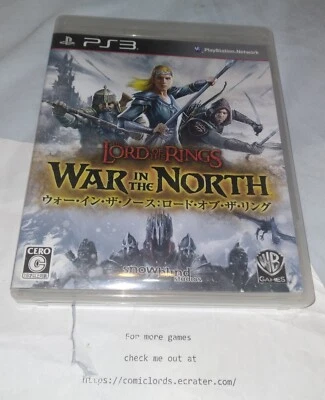 PS3
PlayStation Network
THE
LORD OF THE RINGS
WAR IN THE NORTH
ウォー・イン・ザ・ノース:ロード・オブ・ザ・リング
CERO
C
snowblind
STUDIOS
WB
GAMES
For more games
check me out at
https://comiclords.ecrater.com/